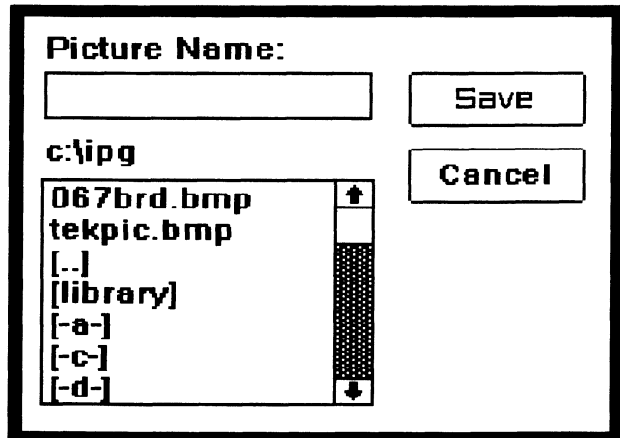 Picture Name:
Save
c:\ipg
Cancel
067brd.bmp
tekpic.bmp
[..]
[library]
[-a-]
[-c-]
[-d-]